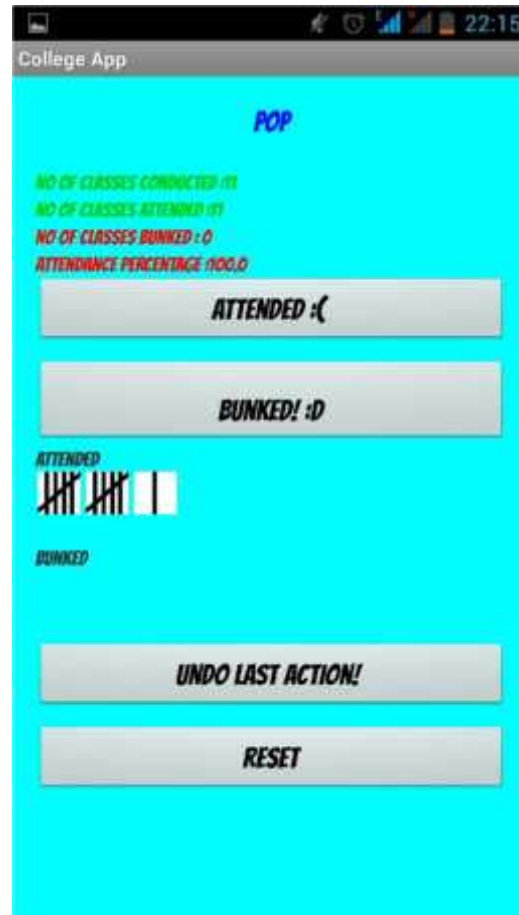 22:15
College App
POP
NO OF CLASSES CONDUCTED :11
NO OF CLASSES ATTENDED :11
NO OF CLASSES BUNKED : 0
ATTENDANCE PERCENTAGE :100.0
ATTENDED :(
BUNKED! :D
ATTENDED
BUNKED
UNDO LAST ACTION!
RESET